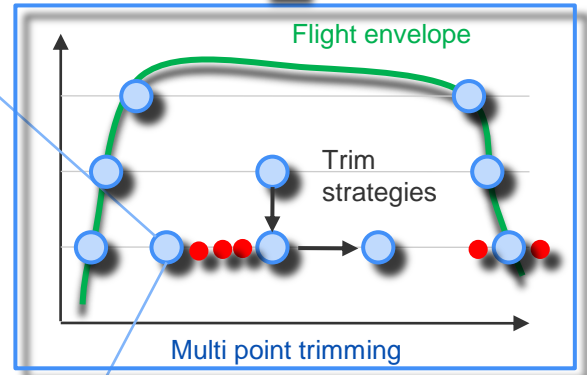 Flight envelope
Trim
strategies
Multi point trimming